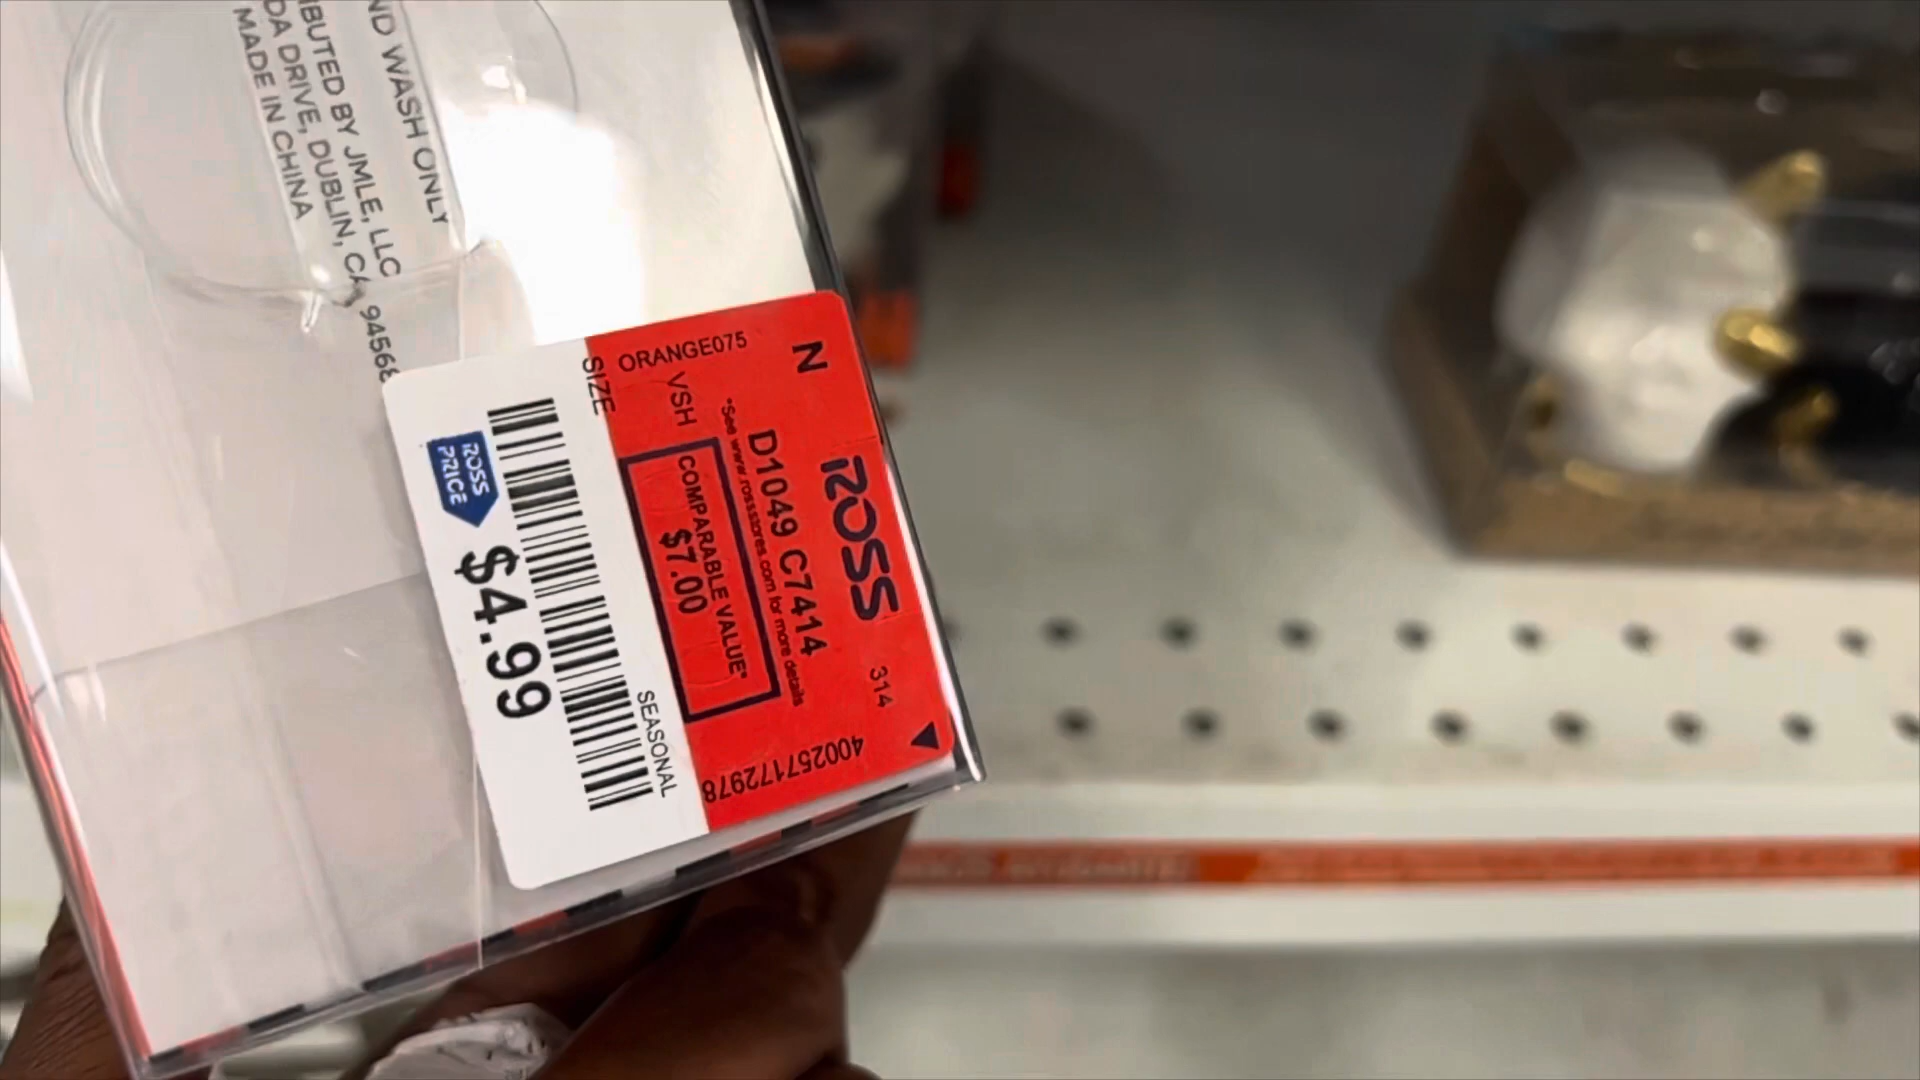 ND WASH ONLY
IBUTED BY JMLE, LLC
DA DRIVE, DUBLIN, CA 94568
MADE IN CHINA
N
ROSS
314
D1049 C7414
*See www.rossstores.com for more details
ORANGE075
VSH
COMPARABLE VALUE*
$7.00
400257172978
SIZE
SEASONAL
ROSS
PRICE
$4.99